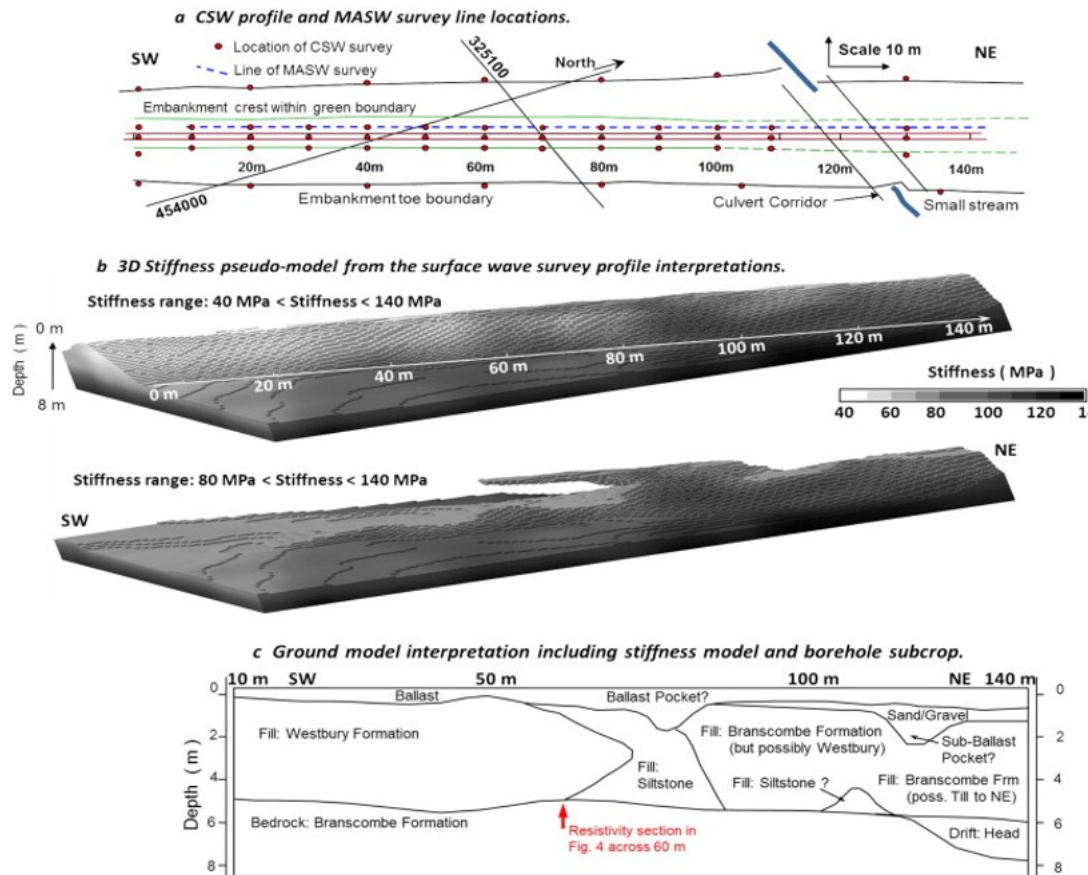 a CSW profile and MASW survey line locations.
SW
Location of CSW survey
Line of MASW survey
325100
North
Scale 10 m
NE
Embankment crest within green boundary
20m
40m
60m
80m
100m
120m
140m
454000
Embankment toe boundary
Culvert Corridor
Small stream
b 3D Stiffness pseudo-model from the surface wave survey profile interpretations.
Stiffness range: 40 MPa < Stiffness < 140 MPa
Depth ( m )
0 m
8 m
0 m
20 m
40 m
60 m
80 m
100 m
120 m
140 m
Stiffness ( MPa )
40 60 80 100 120 1
Stiffness range: 80 MPa < Stiffness < 140 MPa
SW
NE
c Ground model interpretation including stiffness model and borehole subcrop.
10 m SW 50 m 100 m NE 140 m
Depth ( m )
0
2
4
6
8
Ballast
Ballast Pocket?
Sand/Gravel
Fill: Westbury Formation
Fill: Branscombe Formation
(but possibly Westbury)
Sub-Ballast
Pocket?
Fill:
Siltstone
Fill: Siltstone ?
Fill: Branscombe Frm
(poss. Till to NE)
Bedrock: Branscombe Formation
Resistivity section in
Fig. 4 across 60 m
Drift: Head
0
2
4
6
8